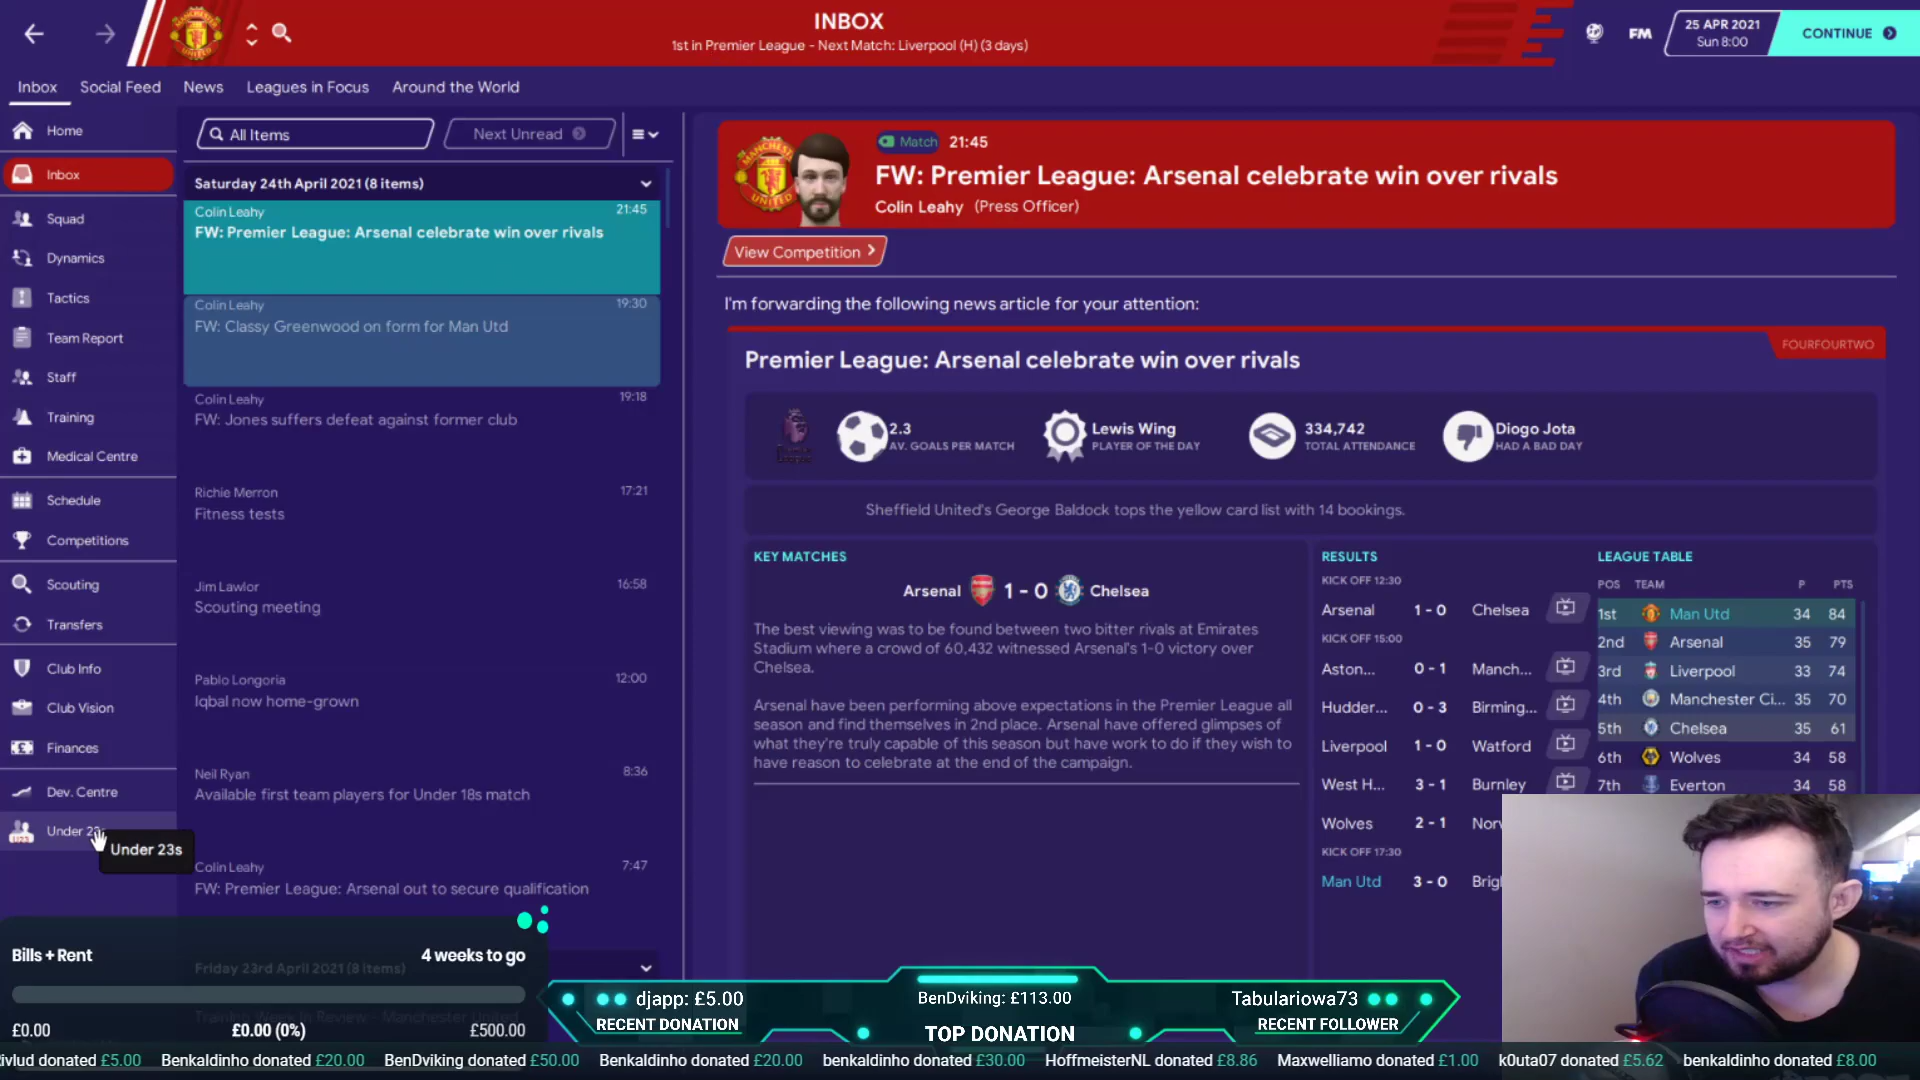 INBOX
1st in Premier League - Next Match: Liverpool (H) (3 days)
FM
25 APR 2021
Sun 8:00
CONTINUE
Inbox Social Feed News Leagues in Focus Around the World
Home
Inbox
Squad
Dynamics
Tactics
Team Report
Staff
Training
Medical Centre
Schedule
Competitions
Scouting
Transfers
Club Info
Club Vision
Finances
Dev. Centre
Under
Under 23s
All Items
Next Unread
Saturday 24th April 2021 (8 items)
Colin Leahy 21:45
FW: Premier League: Arsenal celebrate win over rivals
Colin Leahy 19:30
FW: Classy Greenwood on form for Man Utd
Colin Leahy 19:18
FW: Jones suffers defeat against former club
Richie Merron 17:21
Fitness tests
Jim Lawlor 16:58
Scouting meeting
Pablo Longoria 12:00
Iqbal now home-grown
Neil Ryan 8:36
Available first team players for Under 18s match
Colin Leahy 7:47
FW: Premier League: Arsenal out to secure qualification
Friday 23rd April 2021 (8 items)
Training Week In Review - Manchester United
Match 21:45
FW: Premier League: Arsenal celebrate win over rivals
Colin Leahy (Press Officer)
View Competition
I'm forwarding the following news article for your attention:
FOURFOURTWO
Premier League: Arsenal celebrate win over rivals
2.3
AV. GOALS PER MATCH
Lewis Wing
PLAYER OF THE DAY
334,742
TOTAL ATTENDANCE
Diogo Jota
HAD A BAD DAY
Sheffield United's George Baldock tops the yellow card list with 14 bookings.
KEY MATCHES
Arsenal 1 - 0 Chelsea
The best viewing was to be found between two bitter rivals at Emirates
Stadium where a crowd of 60,432 witnessed Arsenal's 1-0 victory over
Chelsea.
Arsenal have been performing above expectations in the Premier League all
season and find themselves in 2nd place. Arsenal have offered glimpses of
what they're truly capable of this season but have work to do if they wish to
have reason to celebrate at the end of the campaign.
RESULTS
KICK OFF 12:30
Arsenal 1 - 0 Chelsea
KICK OFF 15:00
Aston... 0 - 1 Manch...
Hudder... 0 - 3 Birming...
Liverpool 1 - 0 Watford
West H... 3 - 1 Burnley
Wolves 2 - 1 Nor
KICK OFF 17:30
Man Utd 3 - 0 Brig
LEAGUE TABLE
POS TEAM P PTS
1st Man Utd 34 84
2nd Arsenal 35 79
3rd Liverpool 33 74
4th Manchester Ci... 35 70
5th Chelsea 35 61
6th Wolves 34 58
7th Everton 34 58
Bills + Rent 4 weeks to go
£0.00 £0.00 (0%) £500.00
djapp: £5.00
RECENT DONATION
BenDviking: £113.00
TOP DONATION
Tabulariowa73
RECENT FOLLOWER
ivlud donated £5.00 Benkaldinho donated £20.00 BenDviking donated £50.00 Benkaldinho donated £20.00 benkaldinho donated £30.00 HoffmeisterNL donated £8.86 Maxwelliamo donated £1.00 k0uta07 donated £5.62 benkaldinho donated £8.00